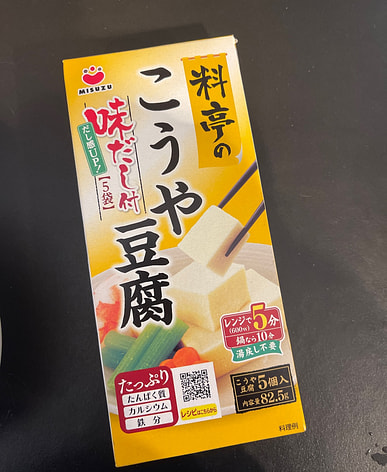 MISUZU
料亭の
こうや豆腐
味だし付
【5袋】
だし感UP!
レンジで5分
(600W)
鍋なら10分
湯戻し不要
たっぷり
たんぱく質
カルシウム
鉄分
レシピはこちらから
こうや豆腐5個入
内容量82.5g
料理例